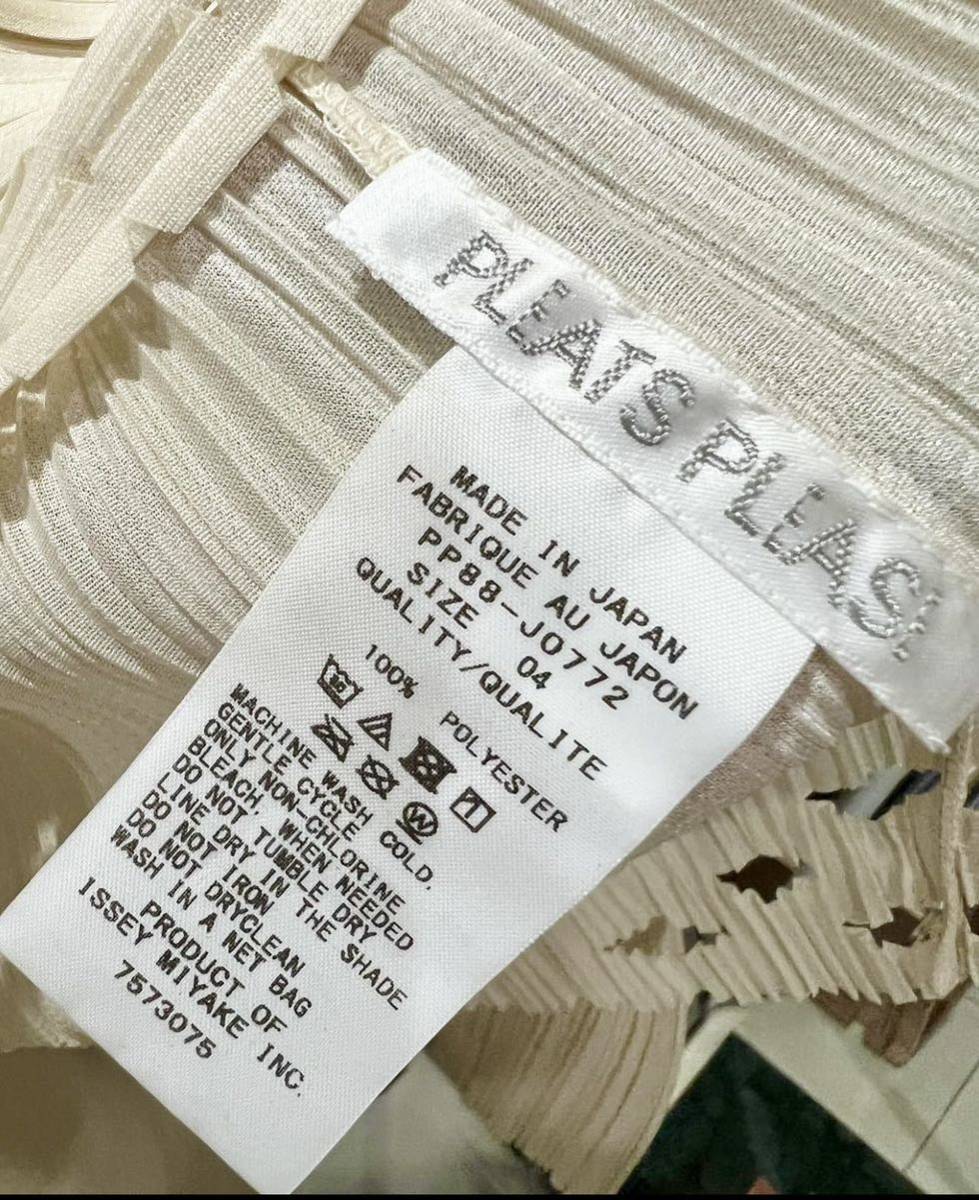 PLEATS PLEASE
MADE IN JAPAN
FABRIQUE AU JAPON
PP88-JO772
SIZE 04
QUALITY/QUALITE
100% POLYESTER
MACHINE WASH COLD,
GENTLE CYCLE
ONLY NON-CHLORINE
BLEACH, WHEN NEEDED
DO NOT TUMBLE DRY
LINE DRY IN THE SHADE
DO NOT IRON
DO NOT DRYCLEAN
WASH IN A NET BAG
PRODUCT OF
ISSEY MIYAKE INC.
7573075